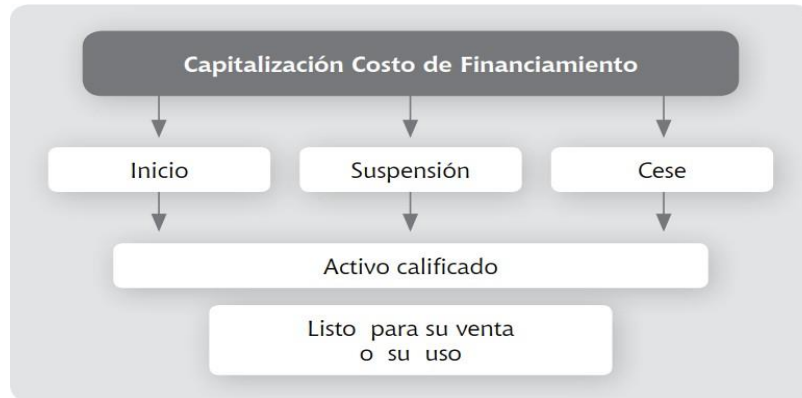 Capitalización Costo de Financiamiento
Inicio
Suspensión
Cese
Activo calificado
Listo para su venta
o su uso